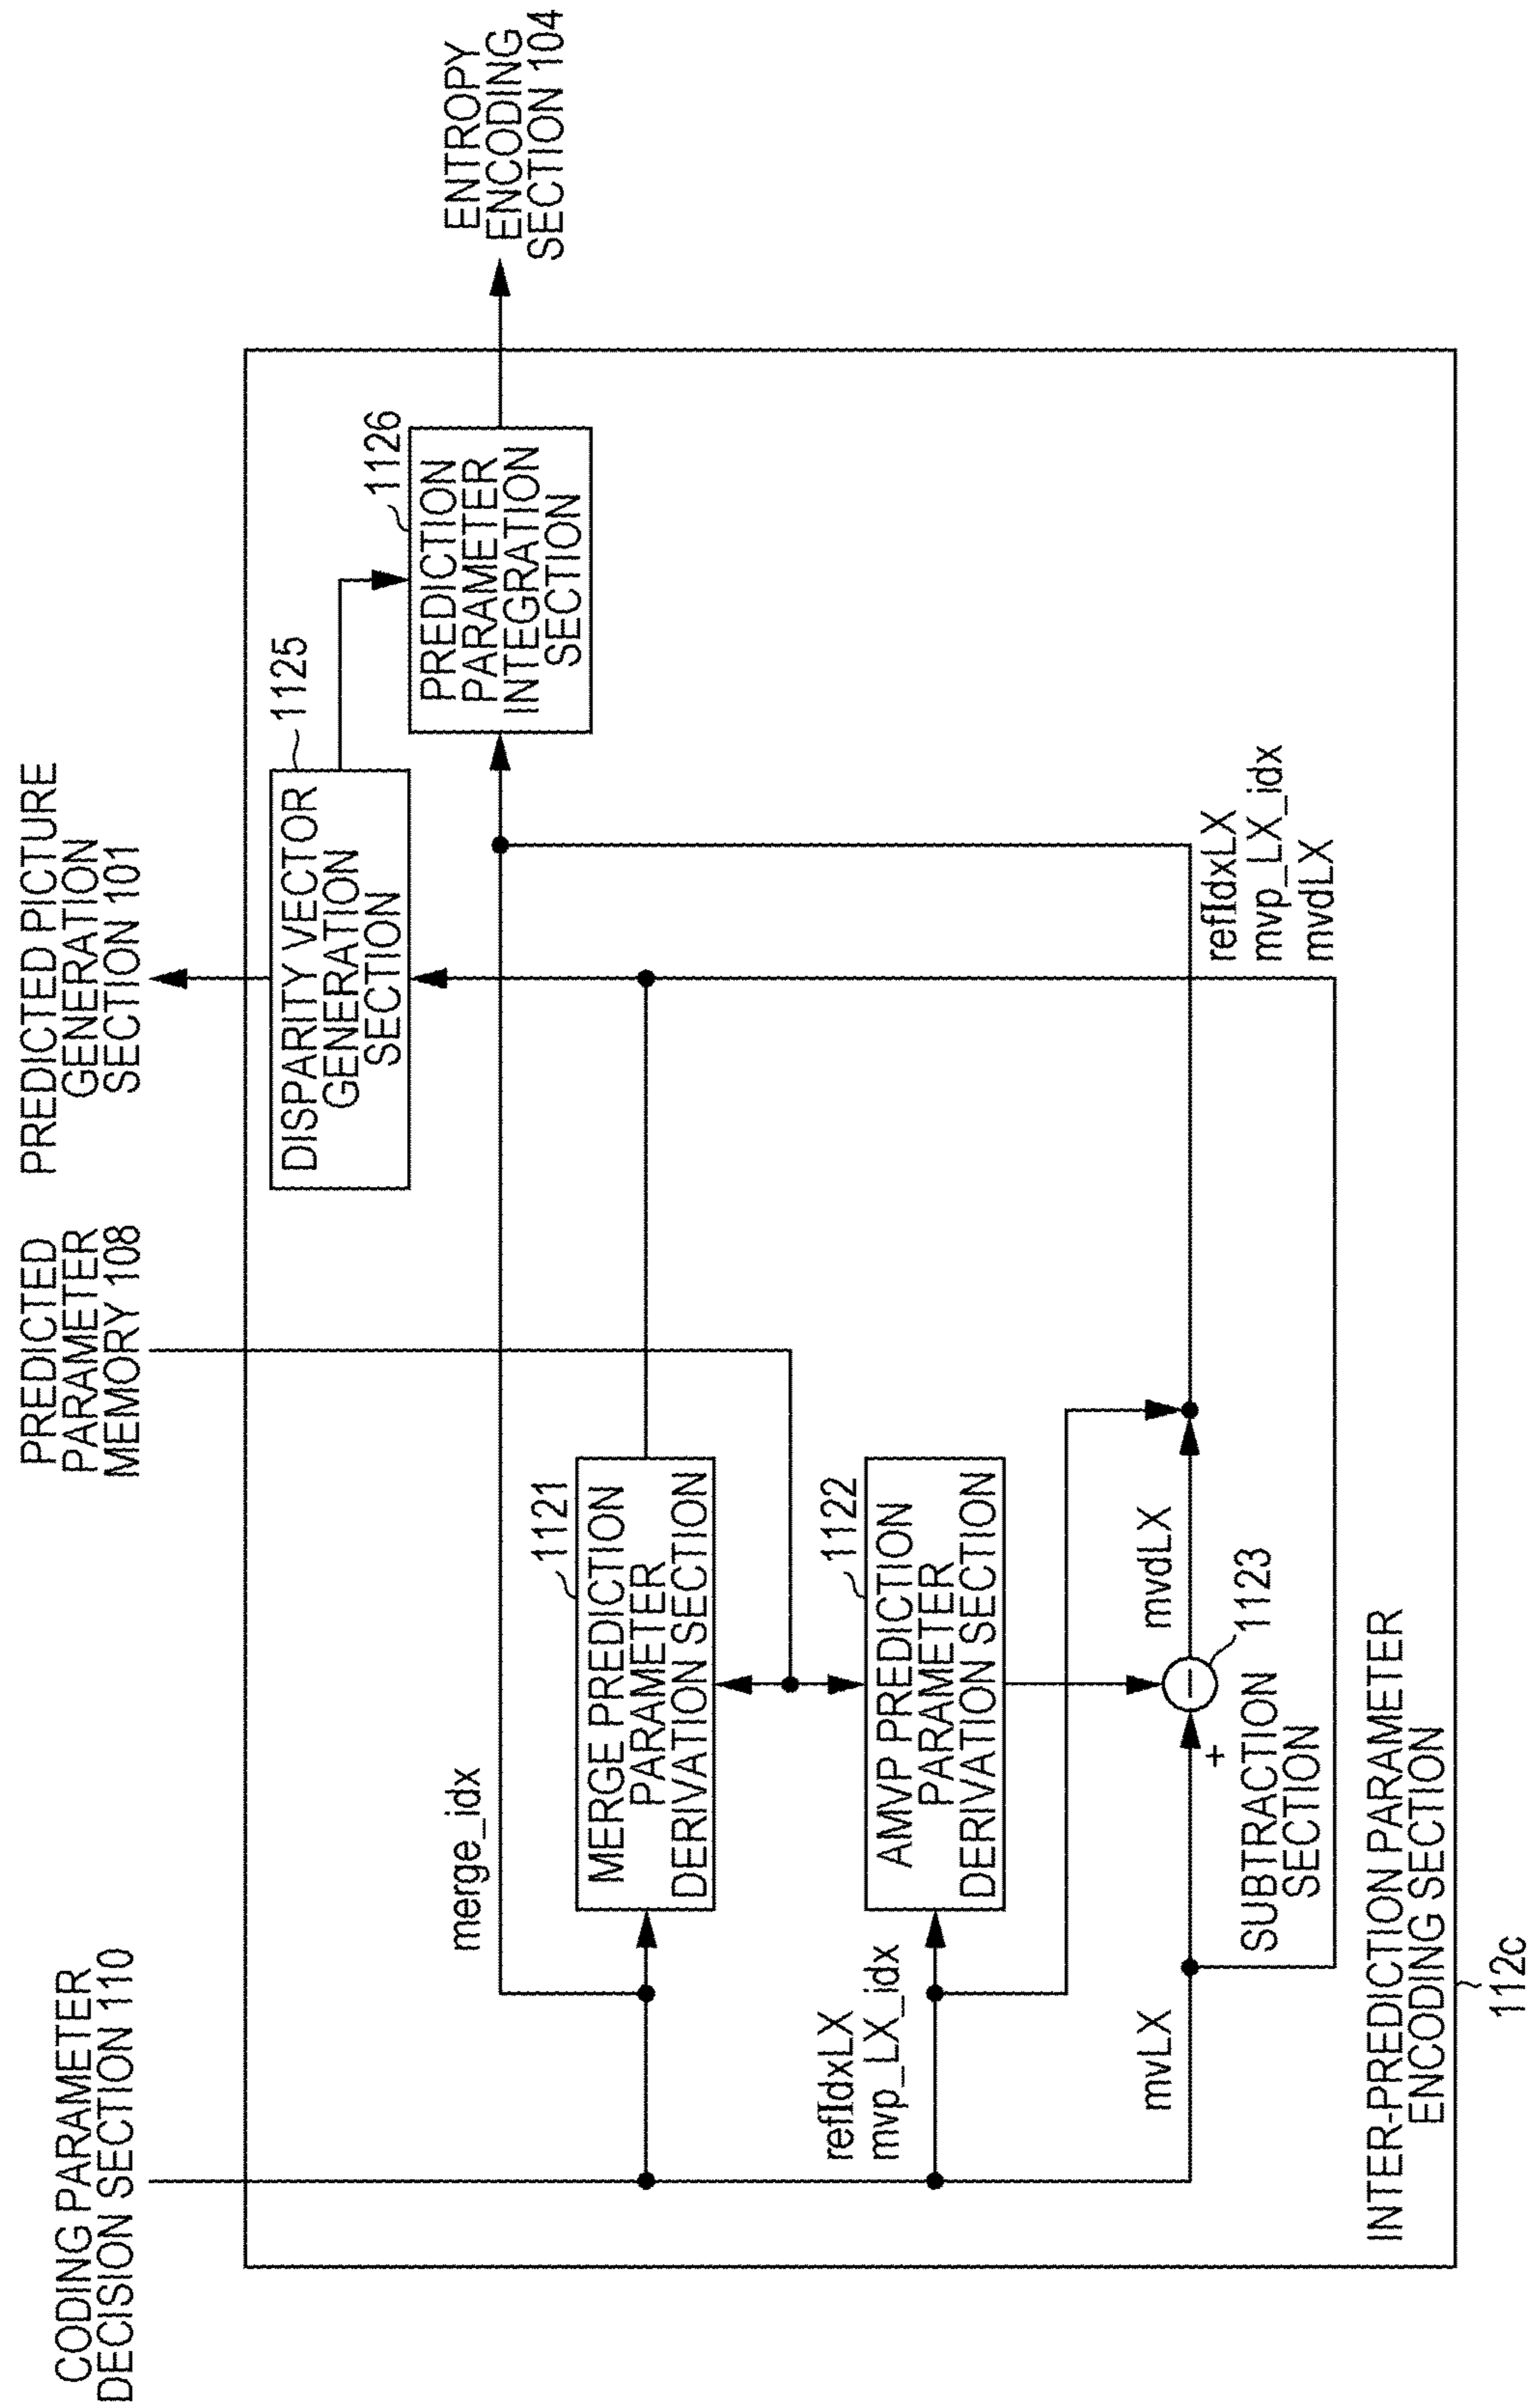 CODING PARAMETER
DECISION SECTION 110
PREDICTED
PARAMETER
MEMORY 108
PREDICTED PICTURE
GENERATION
SECTION 101
DISPARITY VECTOR
GENERATION
SECTION
1125
merge_idx
PREDICTION
PARAMETER
INTEGRATION
SECTION
1126
ENTROPY
ENCODING
SECTION 104
MERGE PREDICTION
PARAMETER
DERIVATION SECTION
1121
refIdxLX
mvp_LX_idx
AMVP PREDICTION
PARAMETER
DERIVATION SECTION
1122
mvLX
+
−
mvdLX
1123
SUBTRACTION
SECTION
refIdxLX
mvp_LX_idx
mvdLX
INTER-PREDICTION PARAMETER
ENCODING SECTION
112c